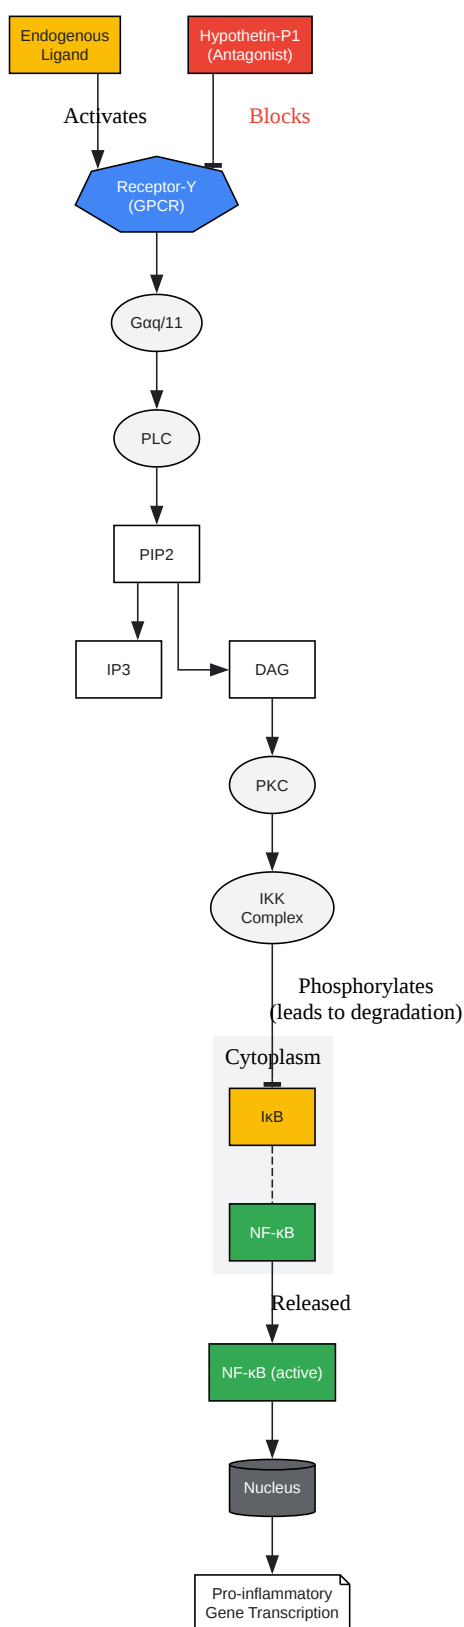 Endogenous
Ligand
Hypothetin-P1
(Antagonist)
Activates
Blocks
Receptor-Y
(GPCR)
Gαq/11
PLC
PIP2
IP3
DAG
PKC
IKK
Complex
Phosphorylates
(leads to degradation)
Cytoplasm
IκB
NF-κB
Released
NF-κB (active)
Nucleus
Pro-inflammatory
Gene Transcription